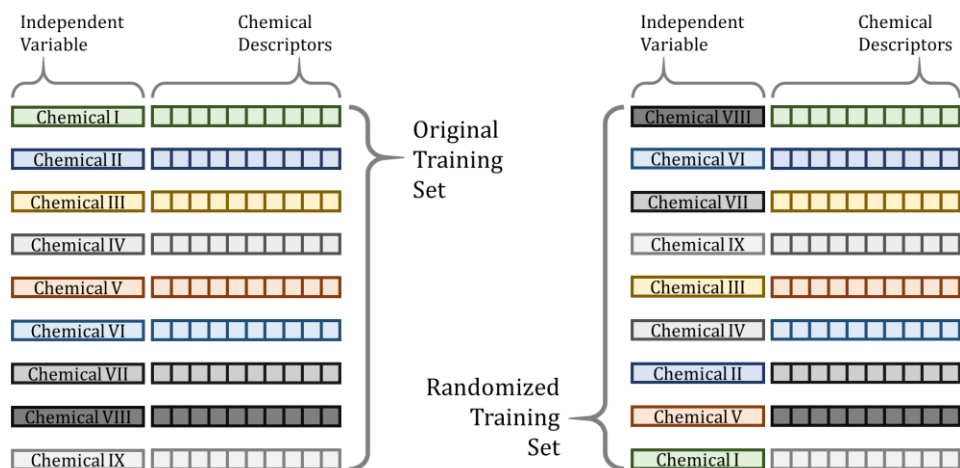 Independent
Variable
Chemical
Descriptors
Chemical I
Chemical II
Chemical III
Chemical IV
Chemical V
Chemical VI
Chemical VII
Chemical VIII
Chemical IX
Original
Training
Set
Independent
Variable
Chemical
Descriptors
Chemical VIII
Chemical VI
Chemical VII
Chemical IX
Chemical III
Chemical IV
Chemical II
Chemical V
Chemical I
Randomized
Training
Set